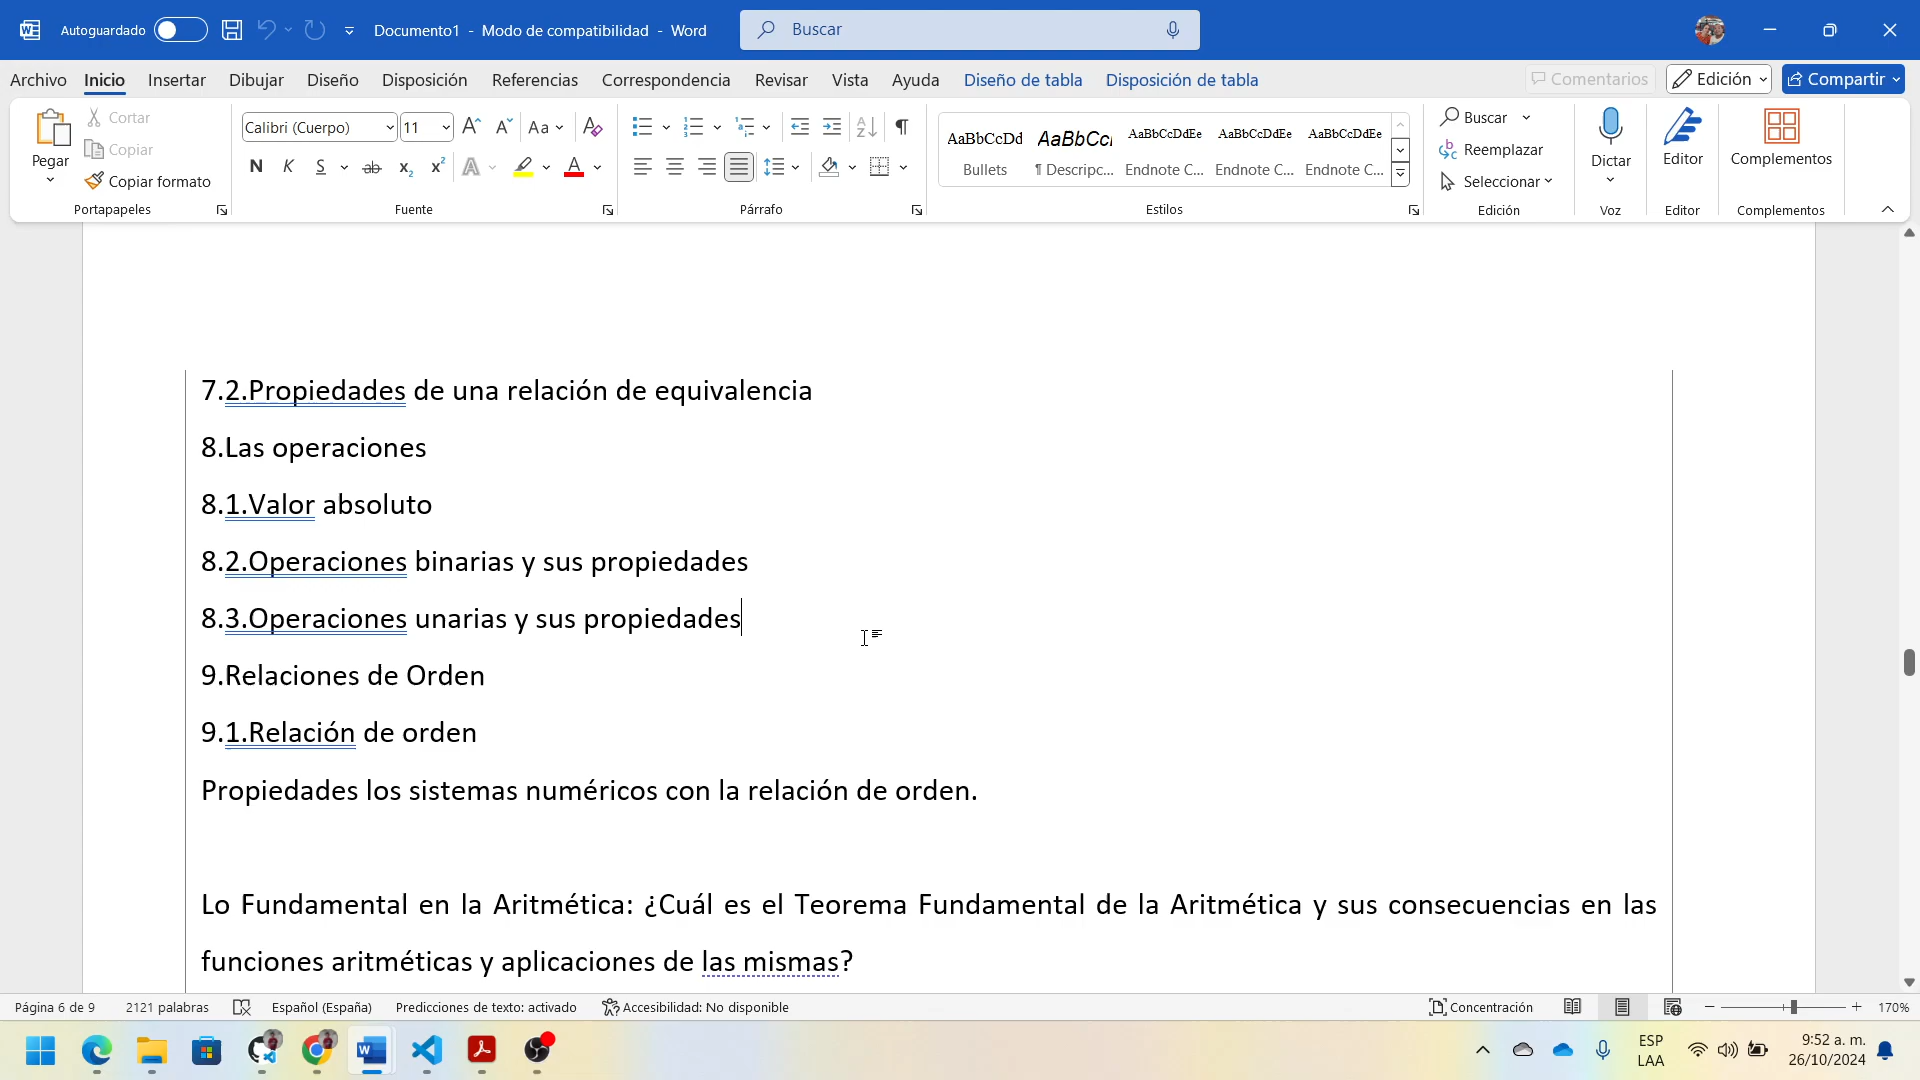 Autoguardado
Documento1 - Modo de compatibilidad - Word
Buscar
Archivo Inicio Insertar Dibujar Diseño Disposición Referencias Correspondencia Revisar Vista Ayuda Diseño de tabla Disposición de tabla
Comentarios Edición Compartir
Pegar
Cortar
Copiar
Copiar formato
Portapapeles
Calibri (Cuerpo) 11
Fuente
Párrafo
AaBbCcDd AaBbCcI AaBbCcDdEe AaBbCcDdEe AaBbCcDdEe
Bullets ¶ Descripc... Endnote C... Endnote C... Endnote C...
Estilos
Buscar
Reemplazar
Seleccionar
Edición
Dictar
Voz
Editor
Editor
Complementos
Complementos
7.2.Propiedades de una relación de equivalencia
8.Las operaciones
8.1.Valor absoluto
8.2.Operaciones binarias y sus propiedades
8.3.Operaciones unarias y sus propiedades
9.Relaciones de Orden
9.1.Relación de orden
Propiedades los sistemas numéricos con la relación de orden.
Lo Fundamental en la Aritmética: ¿Cuál es el Teorema Fundamental de la Aritmética y sus consecuencias en las
funciones aritméticas y aplicaciones de las mismas?
Página 6 de 9 2121 palabras Español (España) Predicciones de texto: activado Accesibilidad: No disponible
Concentración 170%
ESP
LAA
9:52 a. m.
26/10/2024